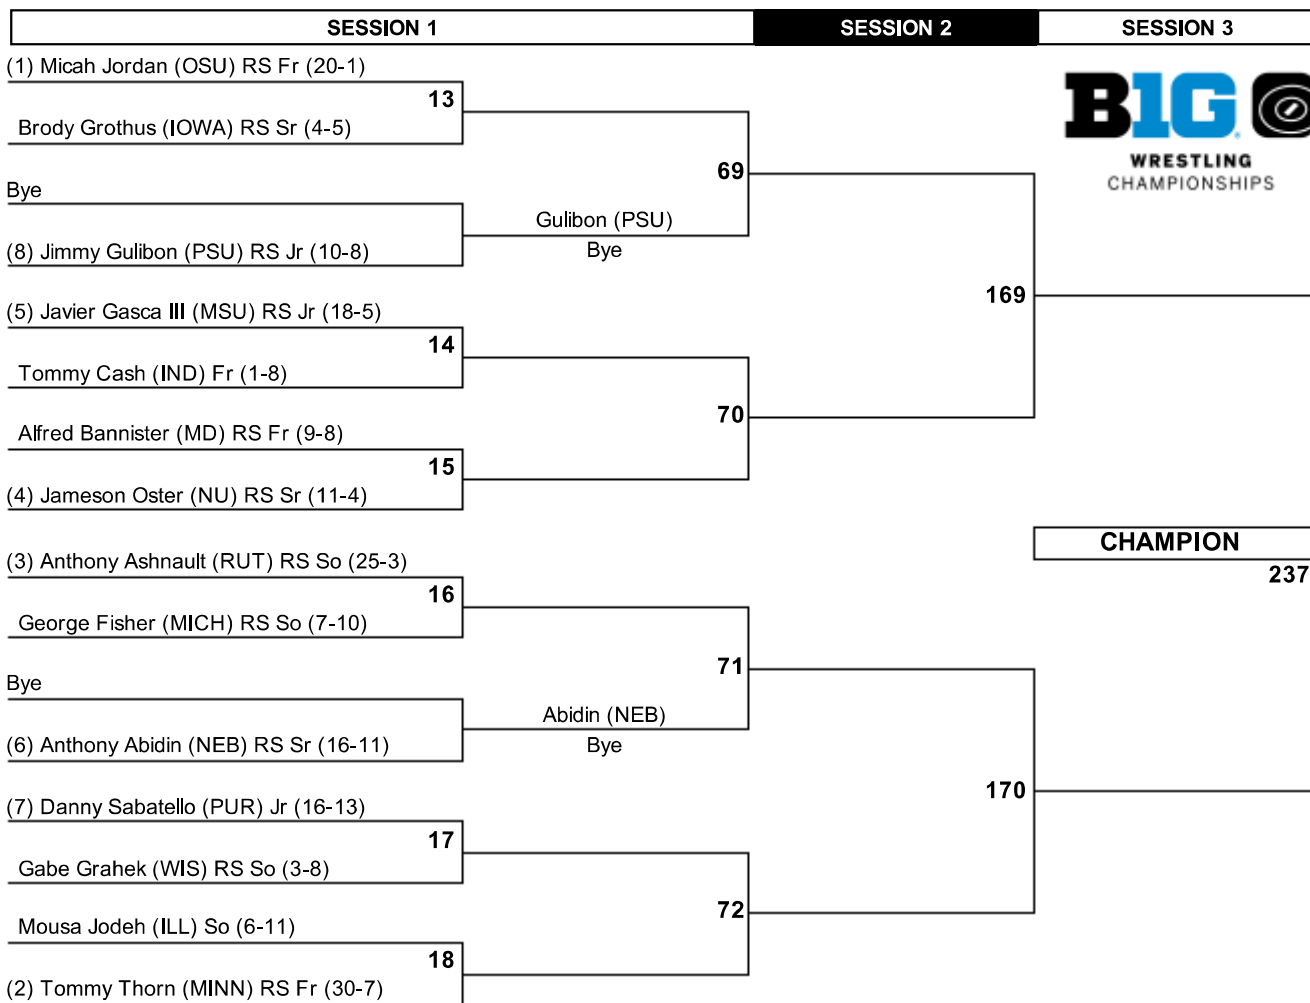 SESSION 1
SESSION 2
SESSION 3
(1) Micah Jordan (OSU) RS Fr (20-1)
13
Brody Grothus (IOWA) RS Sr (4-5)
B1G
WRESTLING
CHAMPIONSHIPS
69
Bye
Gulibon (PSU)
(8) Jimmy Gulibon (PSU) RS Jr (10-8)
Bye
169
(5) Javier Gasca III (MSU) RS Jr (18-5)
14
Tommy Cash (IND) Fr (1-8)
70
Alfred Bannister (MD) RS Fr (9-8)
15
(4) Jameson Oster (NU) RS Sr (11-4)
CHAMPION
237
(3) Anthony Ashnault (RUT) RS So (25-3)
16
George Fisher (MICH) RS So (7-10)
71
Bye
Abidin (NEB)
(6) Anthony Abidin (NEB) RS Sr (16-11)
Bye
170
(7) Danny Sabatello (PUR) Jr (16-13)
17
Gabe Grahek (WIS) RS So (3-8)
72
Mousa Jodeh (ILL) So (6-11)
18
(2) Tommy Thorn (MINN) RS Fr (30-7)